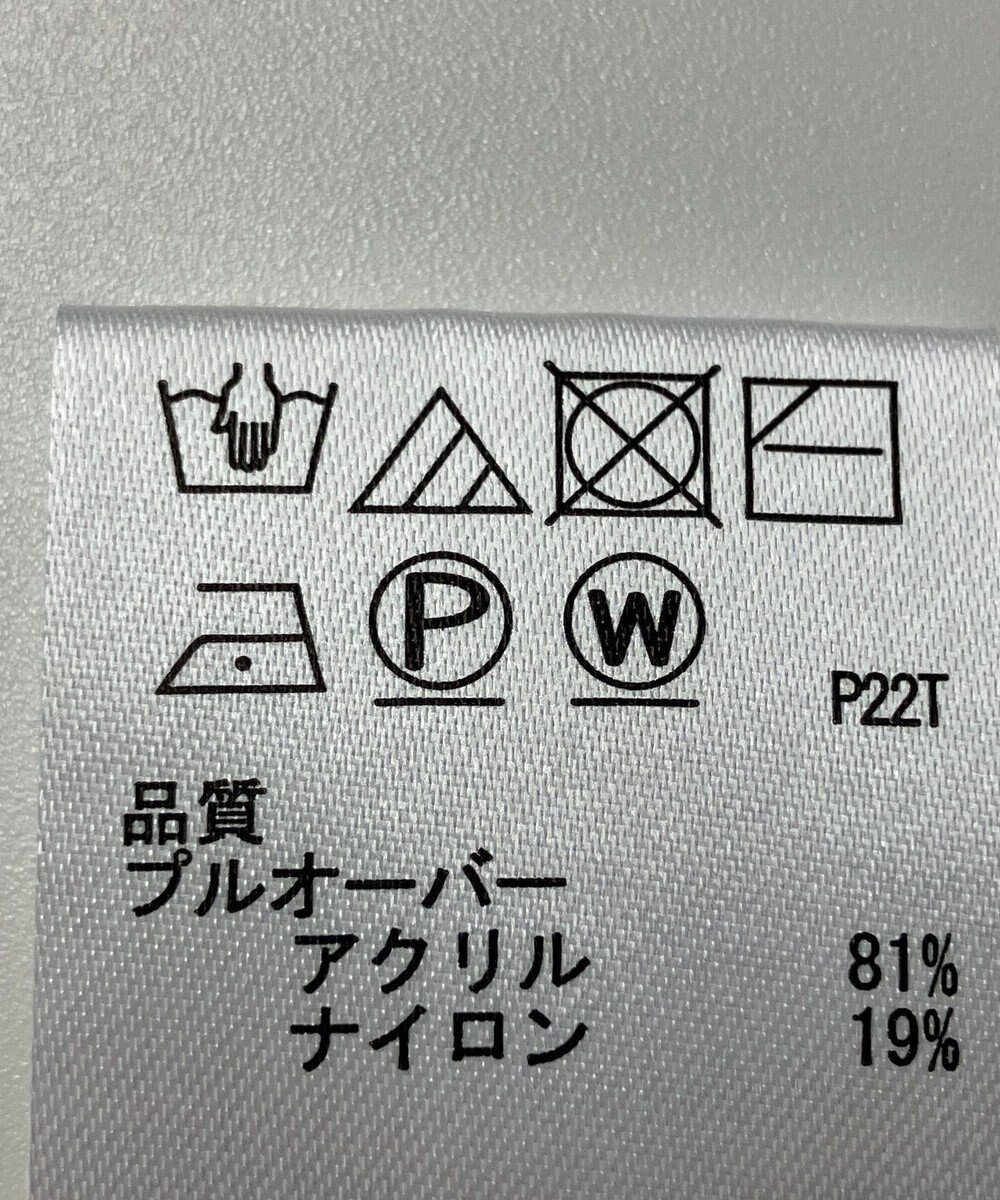 P W
P22T
品質
プルオーバー
アクリル 81%
ナイロン 19%